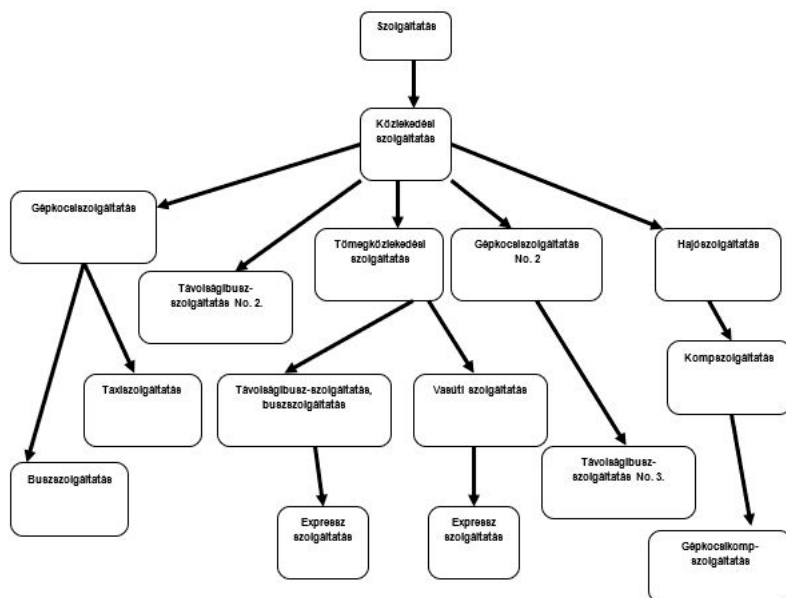 Szolgáltatás
Közlekedési
szolgáltatás
Gépkocsiszolgáltatás
Távolságibusz-
szolgáltatás No. 2.
Tömegközlekedési
szolgáltatás
Gépkocsiszolgáltatás
No. 2
Hajószolgáltatás
Taxiszolgáltatás
Távolságibusz-szolgáltatás,
buszszolgáltatás
Vasúti szolgáltatás
Kompszolgáltatás
Buszszolgáltatás
Távolságibusz-
szolgáltatás No. 3.
Expressz
szolgáltatás
Expressz
szolgáltatás
Gépkocsikomp-
szolgáltatás